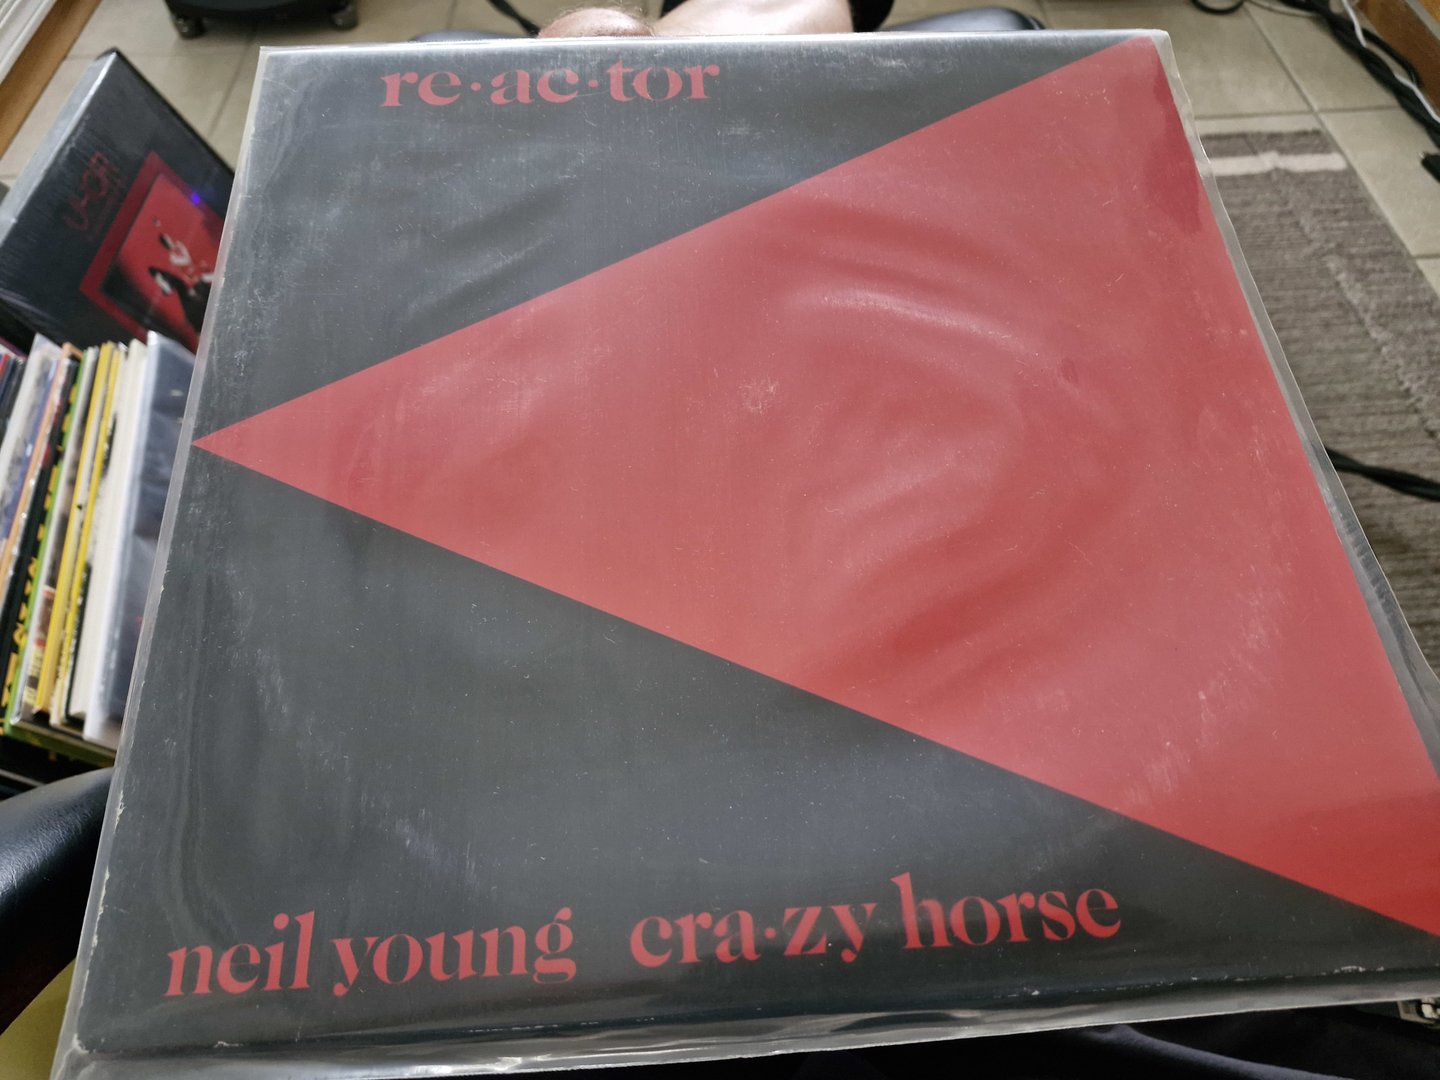 re·ac·tor
neil young cra·zy horse